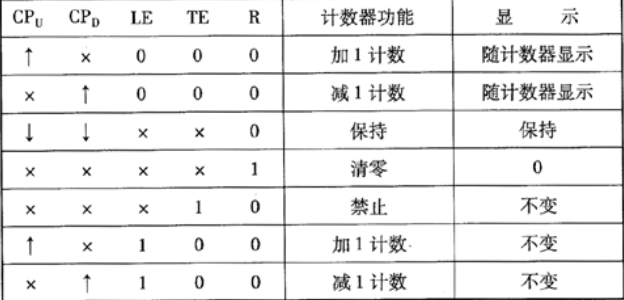 CP_U CP_D LE TE R 计数器功能 显 示
↑ × 0 0 0 加1计数 随计数器显示
× ↑ 0 0 0 减1计数 随计数器显示
↓ ↓ × × 0 保持 保持
× × × × 1 清零 0
× × × 1 0 禁止 不变
↑ × 1 0 0 加1计数 不变
× ↑ 1 0 0 减1计数 不变